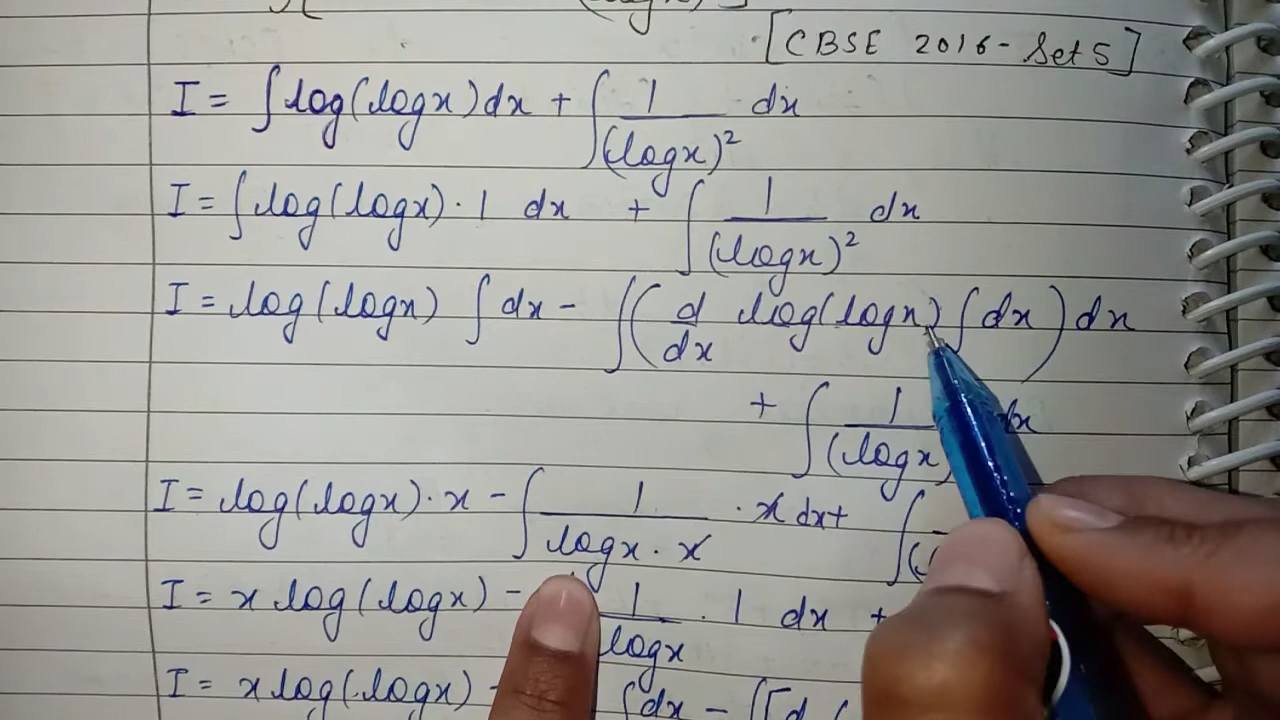 [CBSE 2016 - Set 5]
I = ∫ log(logx) dx + ∫ 1/(logx)² dx
I = ∫ log(logx) · 1 dx + ∫ 1/(logx)² dx
I = log(logx) ∫ dx - ∫ ( d/dx log(logx) ∫ dx ) dx
+ ∫ 1/(logx) dx
I = log(logx) · x - ∫ 1/(logx · x) · x dx + ∫
I = x log(logx) - 1/logx · 1 dx +
I = x log(logx) - ∫ dx - ∫ [ d